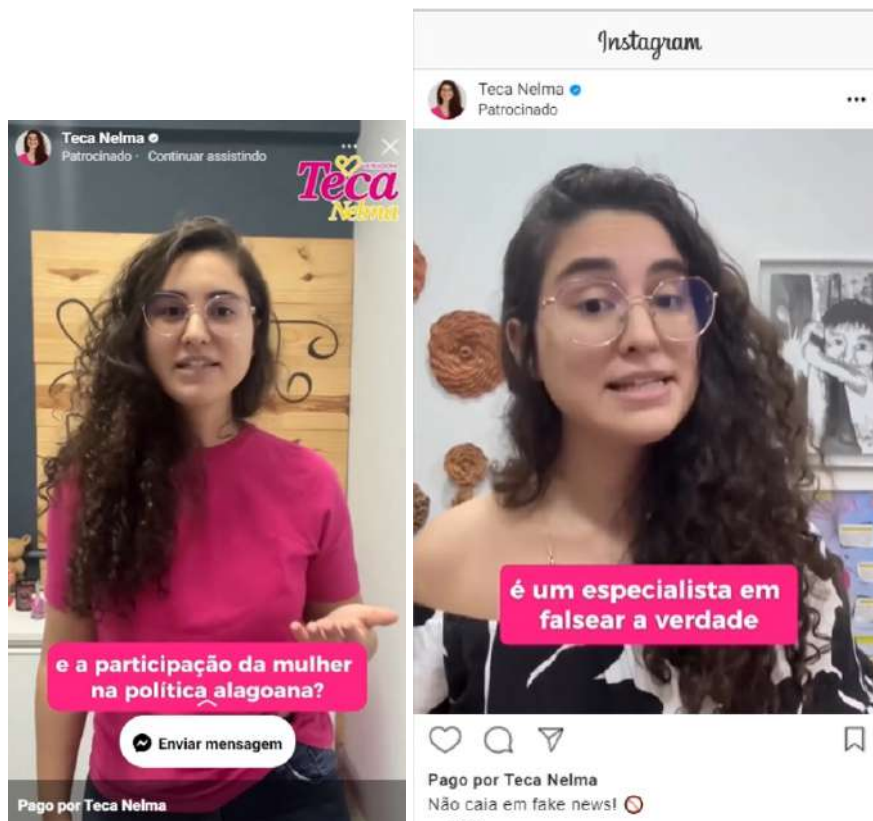 Teca Nelma
Patrocinado · Continuar assistindo
Teca
Nelma
e a participação da mulher
na política alagoana?
Enviar mensagem
Pago por Teca Nelma
Instagram
Teca Nelma
Patrocinado
é um especialista em
falsear a verdade
Pago por Teca Nelma
Não caia em fake news!